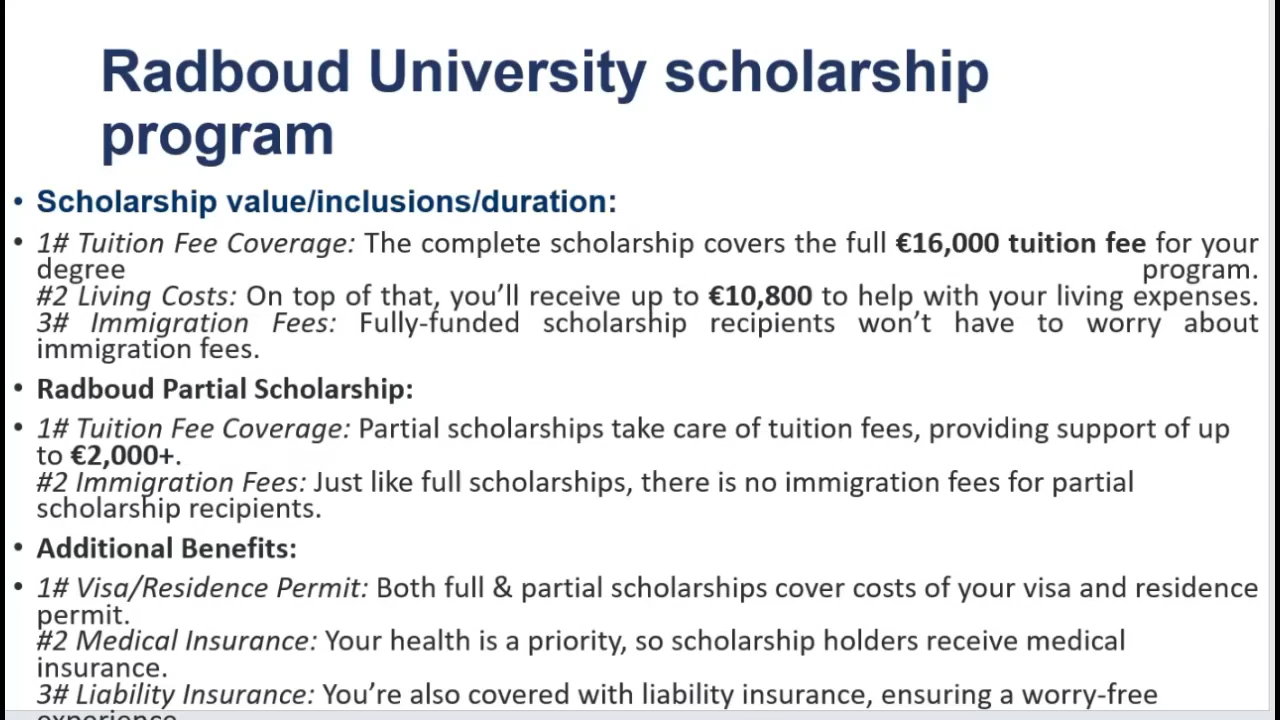 Radboud University scholarship
program
• Scholarship value/inclusions/duration:
• 1# Tuition Fee Coverage: The complete scholarship covers the full €16,000 tuition fee for your
degree program.
#2 Living Costs: On top of that, you’ll receive up to €10,800 to help with your living expenses.
3# Immigration Fees: Fully-funded scholarship recipients won’t have to worry about
immigration fees.
• Radboud Partial Scholarship:
• 1# Tuition Fee Coverage: Partial scholarships take care of tuition fees, providing support of up
to €2,000+.
#2 Immigration Fees: Just like full scholarships, there is no immigration fees for partial
scholarship recipients.
• Additional Benefits:
• 1# Visa/Residence Permit: Both full & partial scholarships cover costs of your visa and residence
permit.
#2 Medical Insurance: Your health is a priority, so scholarship holders receive medical
insurance.
3# Liability Insurance: You’re also covered with liability insurance, ensuring a worry-free